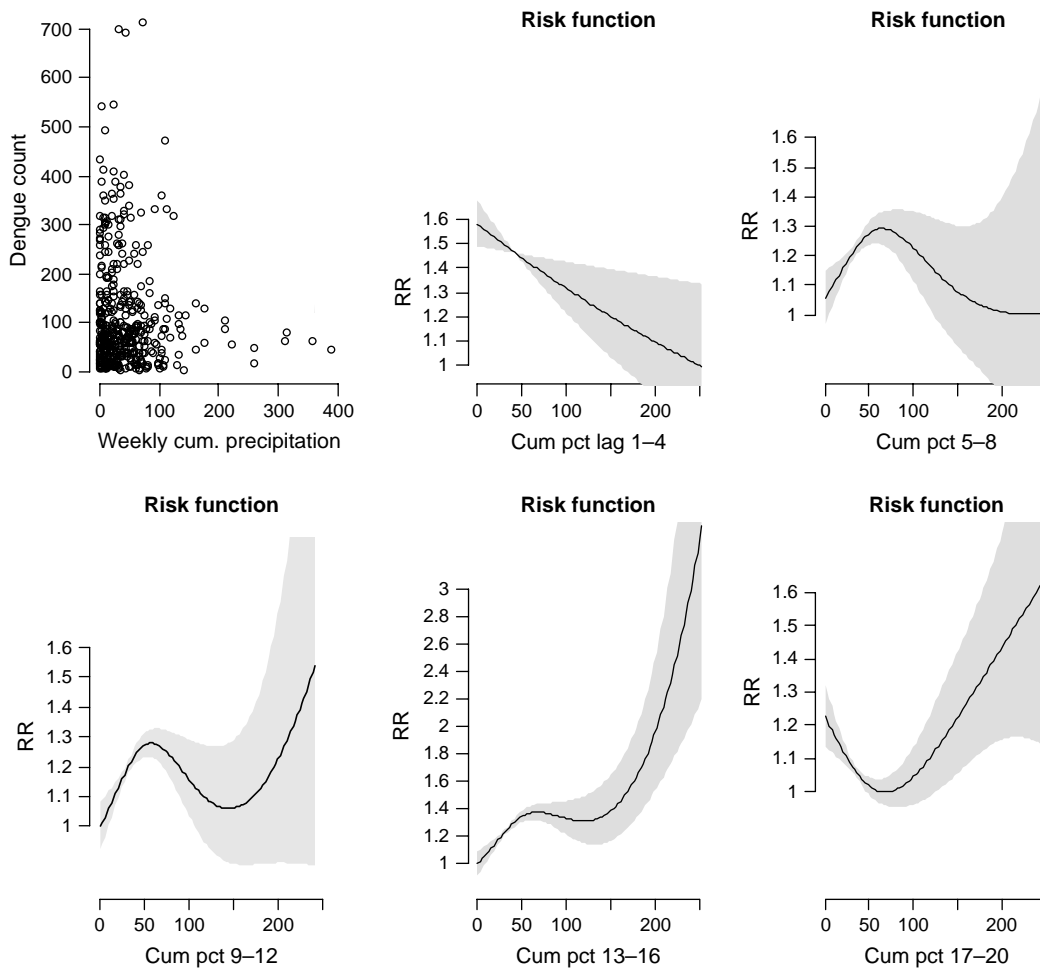 Dengue count
700
600
500
400
300
200
100
0
0 100 200 300 400
Weekly cum. precipitation
Risk function
RR
1.6
1.5
1.4
1.3
1.2
1.1
1
0 50 100 200
Cum pct lag 1–4
Risk function
RR
1.6
1.5
1.4
1.3
1.2
1.1
1
0 50 100 200
Cum pct 5–8
Risk function
RR
1.6
1.5
1.4
1.3
1.2
1.1
1
0 50 100 200
Cum pct 9–12
Risk function
RR
3
2.8
2.6
2.4
2.2
2
1.8
1.6
1.4
1.2
1
0 50 100 200
Cum pct 13–16
Risk function
RR
1.6
1.5
1.4
1.3
1.2
1.1
1
0 50 100 200
Cum pct 17–20